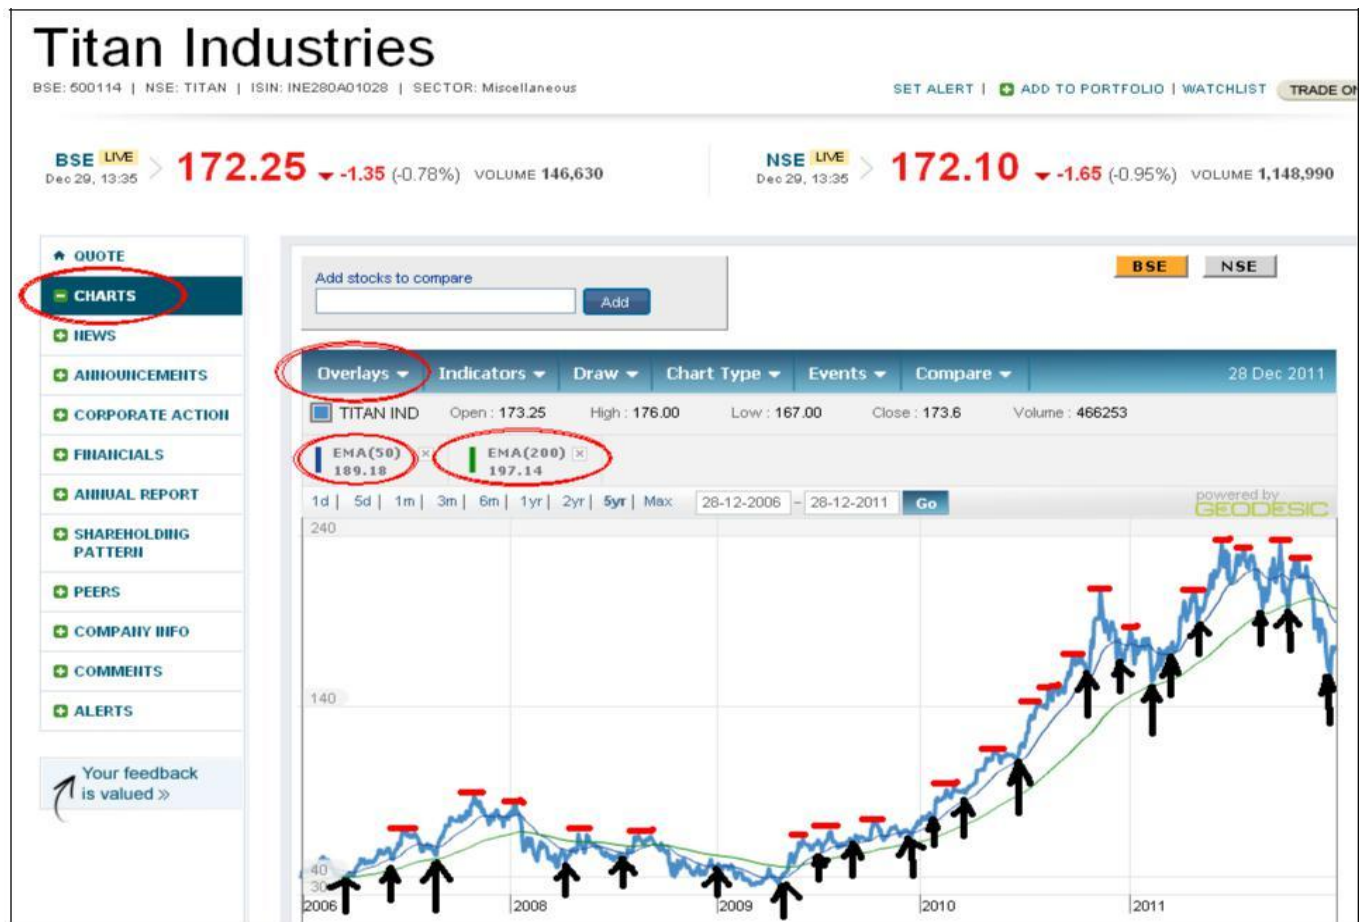 Titan Industries
BSE: 500114 | NSE: TITAN | ISIN: INE280A01028 | SECTOR: Miscellaneous
SET ALERT | ADD TO PORTFOLIO | WATCHLIST TRADE ON
BSE LIVE 172.25 -1.35 (-0.78%) VOLUME 146,630
Dec 29, 13:35
NSE LIVE 172.10 -1.65 (-0.95%) VOLUME 1,148,990
Dec 29, 13:35
QUOTE
CHARTS
NEWS
ANNOUNCEMENTS
CORPORATE ACTION
FINANCIALS
ANNUAL REPORT
SHAREHOLDING
PATTERN
PEERS
COMPANY INFO
COMMENTS
ALERTS
Your feedback
is valued »
Add stocks to compare
Add
BSE NSE
Overlays Indicators Draw Chart Type Events Compare 28 Dec 2011
TITAN IND Open : 173.25 High : 176.00 Low : 167.00 Close : 173.6 Volume : 466253
EMA(50) EMA(200)
189.18 197.14
1d | 5d | 1m | 3m | 6m | 1yr | 2yr | 5yr | Max 28-12-2006 - 28-12-2011 Go
powered by
GEODESIC
240
140
40
30
2006 2008 2009 2010 2011